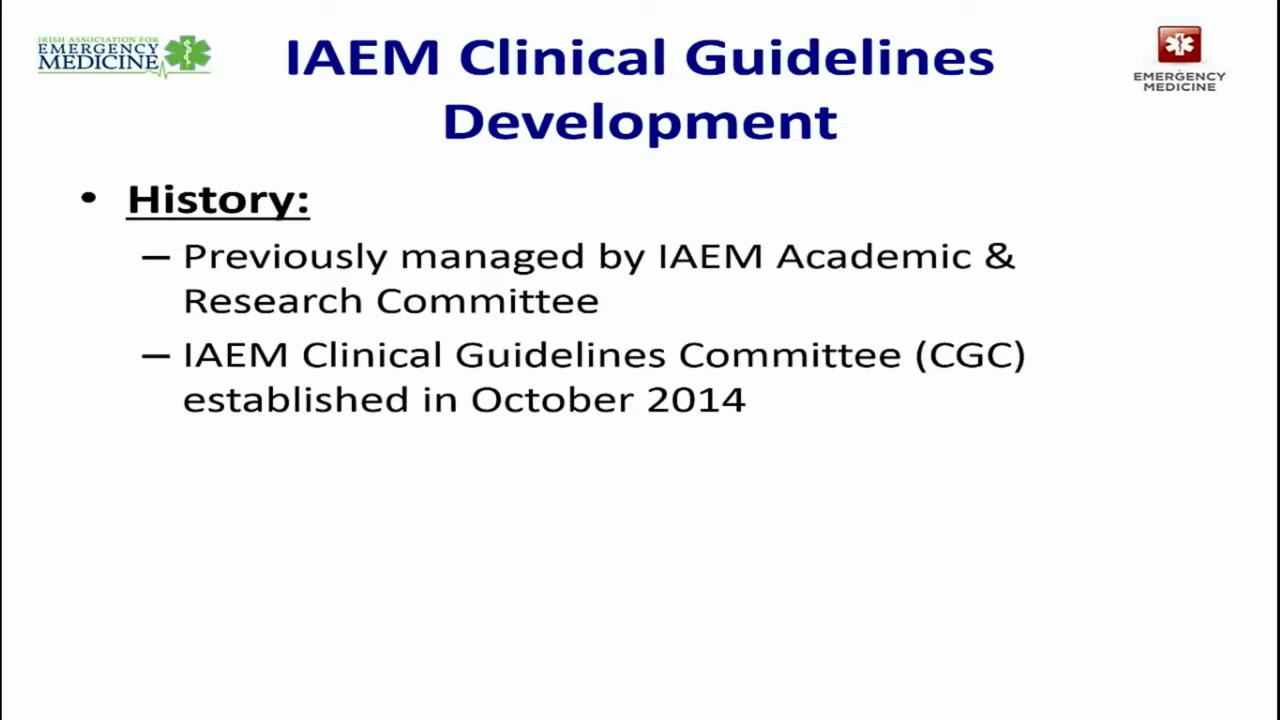 IRISH ASSOCIATION FOR
EMERGENCY
MEDICINE
IAEM Clinical Guidelines
Development
EMERGENCY
MEDICINE
• History:
– Previously managed by IAEM Academic &
Research Committee
– IAEM Clinical Guidelines Committee (CGC)
established in October 2014